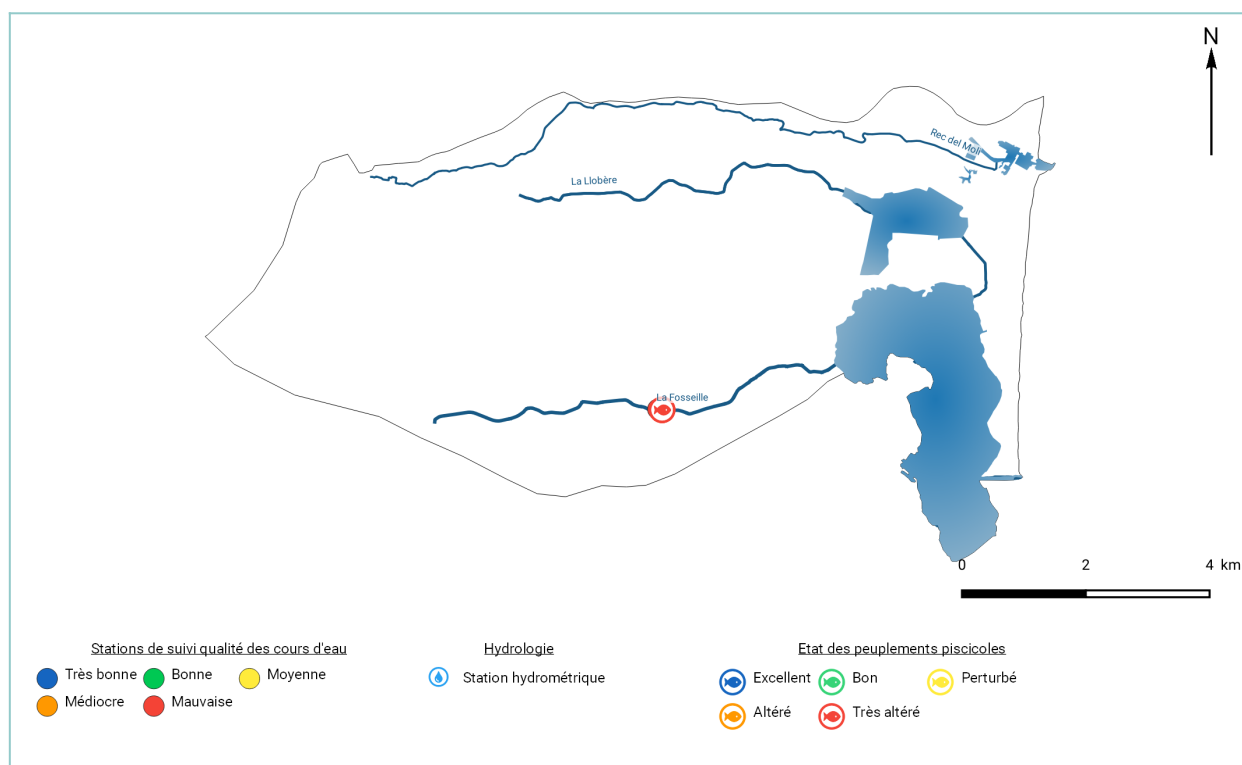 N
Rec del Moli
La Llobère
La Fosseille
0 2 4 km
Stations de suivi qualité des cours d'eau
Très bonne Bonne Moyenne
Médiocre Mauvaise
Hydrologie
Station hydrométrique
Etat des peuplements piscicoles
Excellent Bon Perturbé
Altéré Très altéré